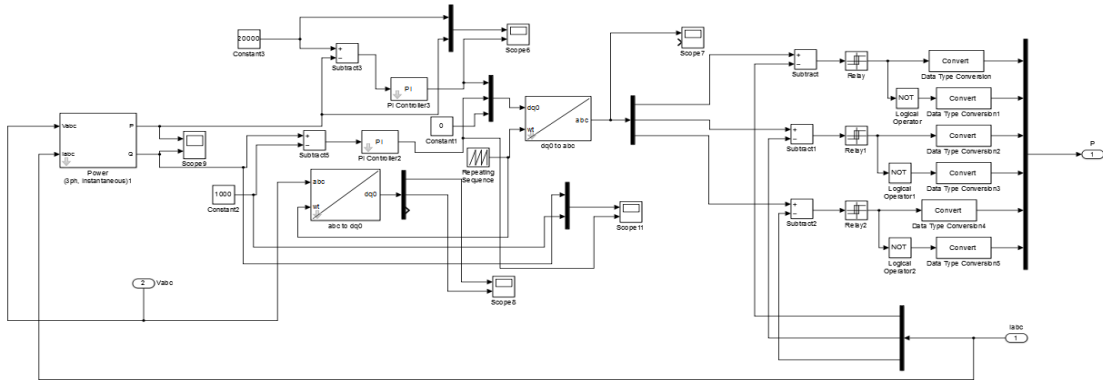 20000
Constant3
+
−
Subtract3
PI
PI Controller3
Scope6
Scope7
Vabc
Iabc
P
Q
Power
(3ph, Instantaneous)1
Scope9
+
−
Subtract5
PI
PI Controller2
0
Constant1
dq0
wt
abc
dq0 to abc
Repeating
Sequence
1000
Constant2
abc
wt
dq0
abc to dq0
Scope11
Scope8
2
Vabc
+
−
Subtract
Relay
Convert
Data Type Conversion
NOT
Logical
Operator
Convert
Data Type Conversion1
+
−
Subtract1
Relay1
Convert
Data Type Conversion2
NOT
Logical
Operator1
Convert
Data Type Conversion3
+
−
Subtract2
Relay2
Convert
Data Type Conversion4
NOT
Logical
Operator2
Convert
Data Type Conversion5
P
1
Iabc
1